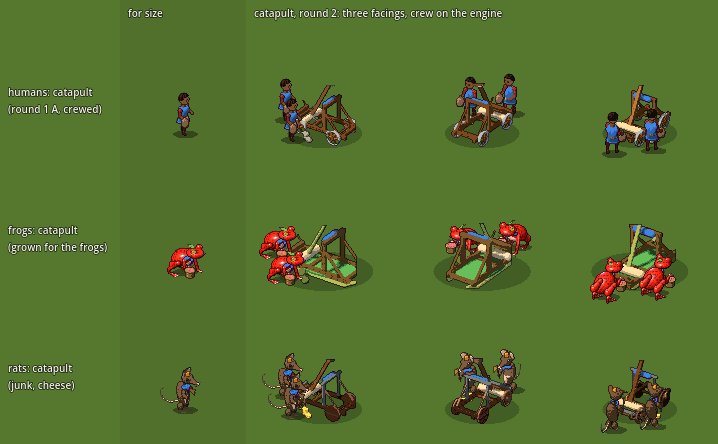 for size
catapult, round 2: three facings, crew on the engine
humans: catapult
(round 1 A, crewed)
frogs: catapult
(grown for the frogs)
rats: catapult
(junk, cheese)